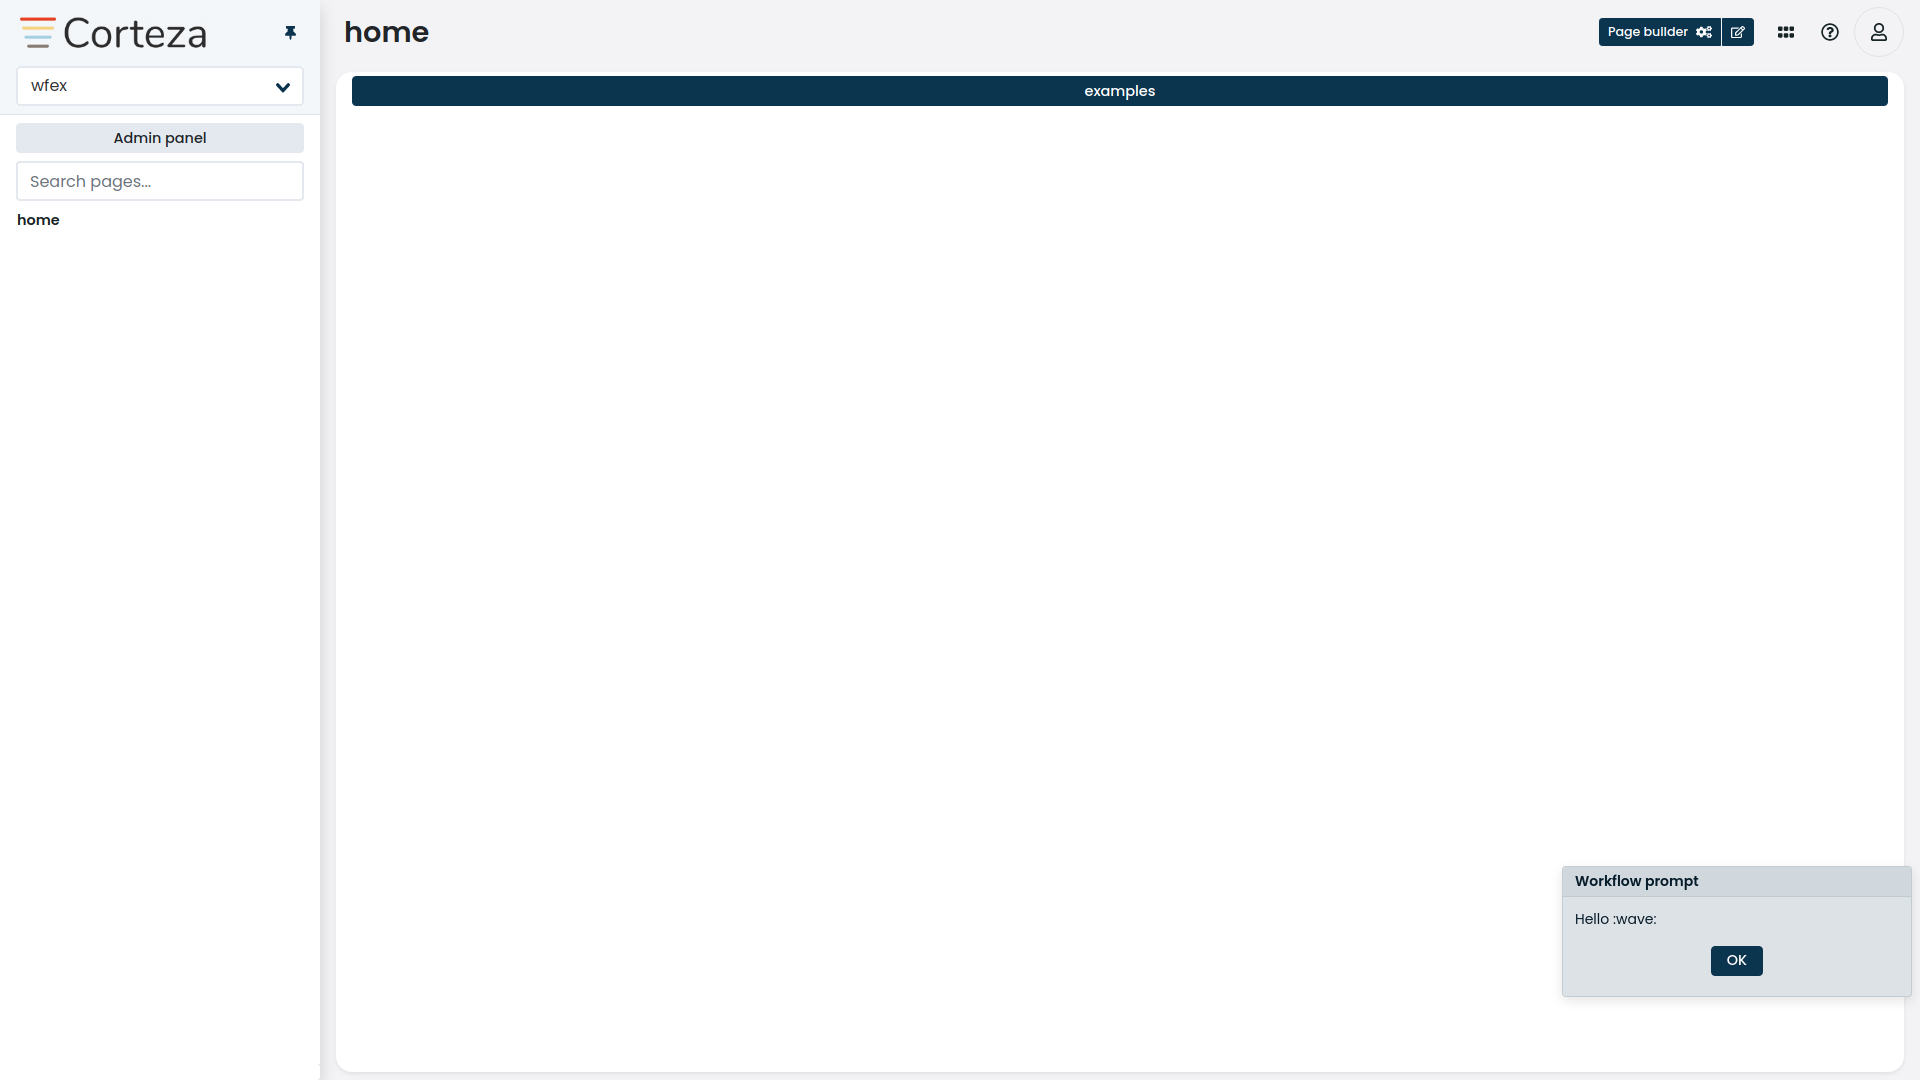 Corteza
wfex
Admin panel
Search pages...
home
home
Page builder
examples
Workflow prompt
Hello :wave:
OK